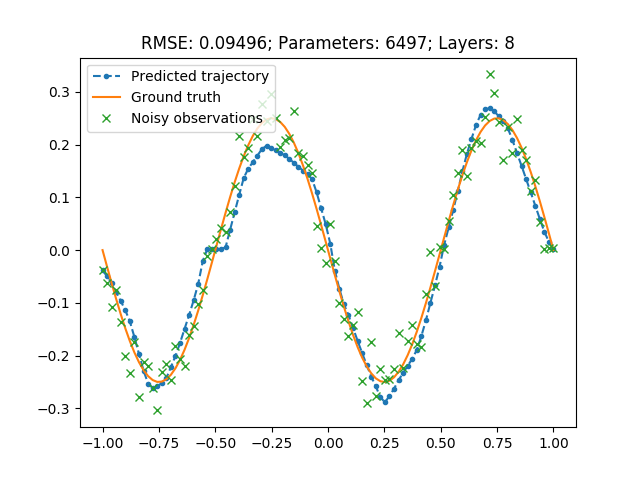 RMSE: 0.09496; Parameters: 6497; Layers: 8
Predicted trajectory
Ground truth
Noisy observations
0.3
0.2
0.1
0.0
−0.1
−0.2
−0.3
−1.00 −0.75 −0.50 −0.25 0.00 0.25 0.50 0.75 1.00